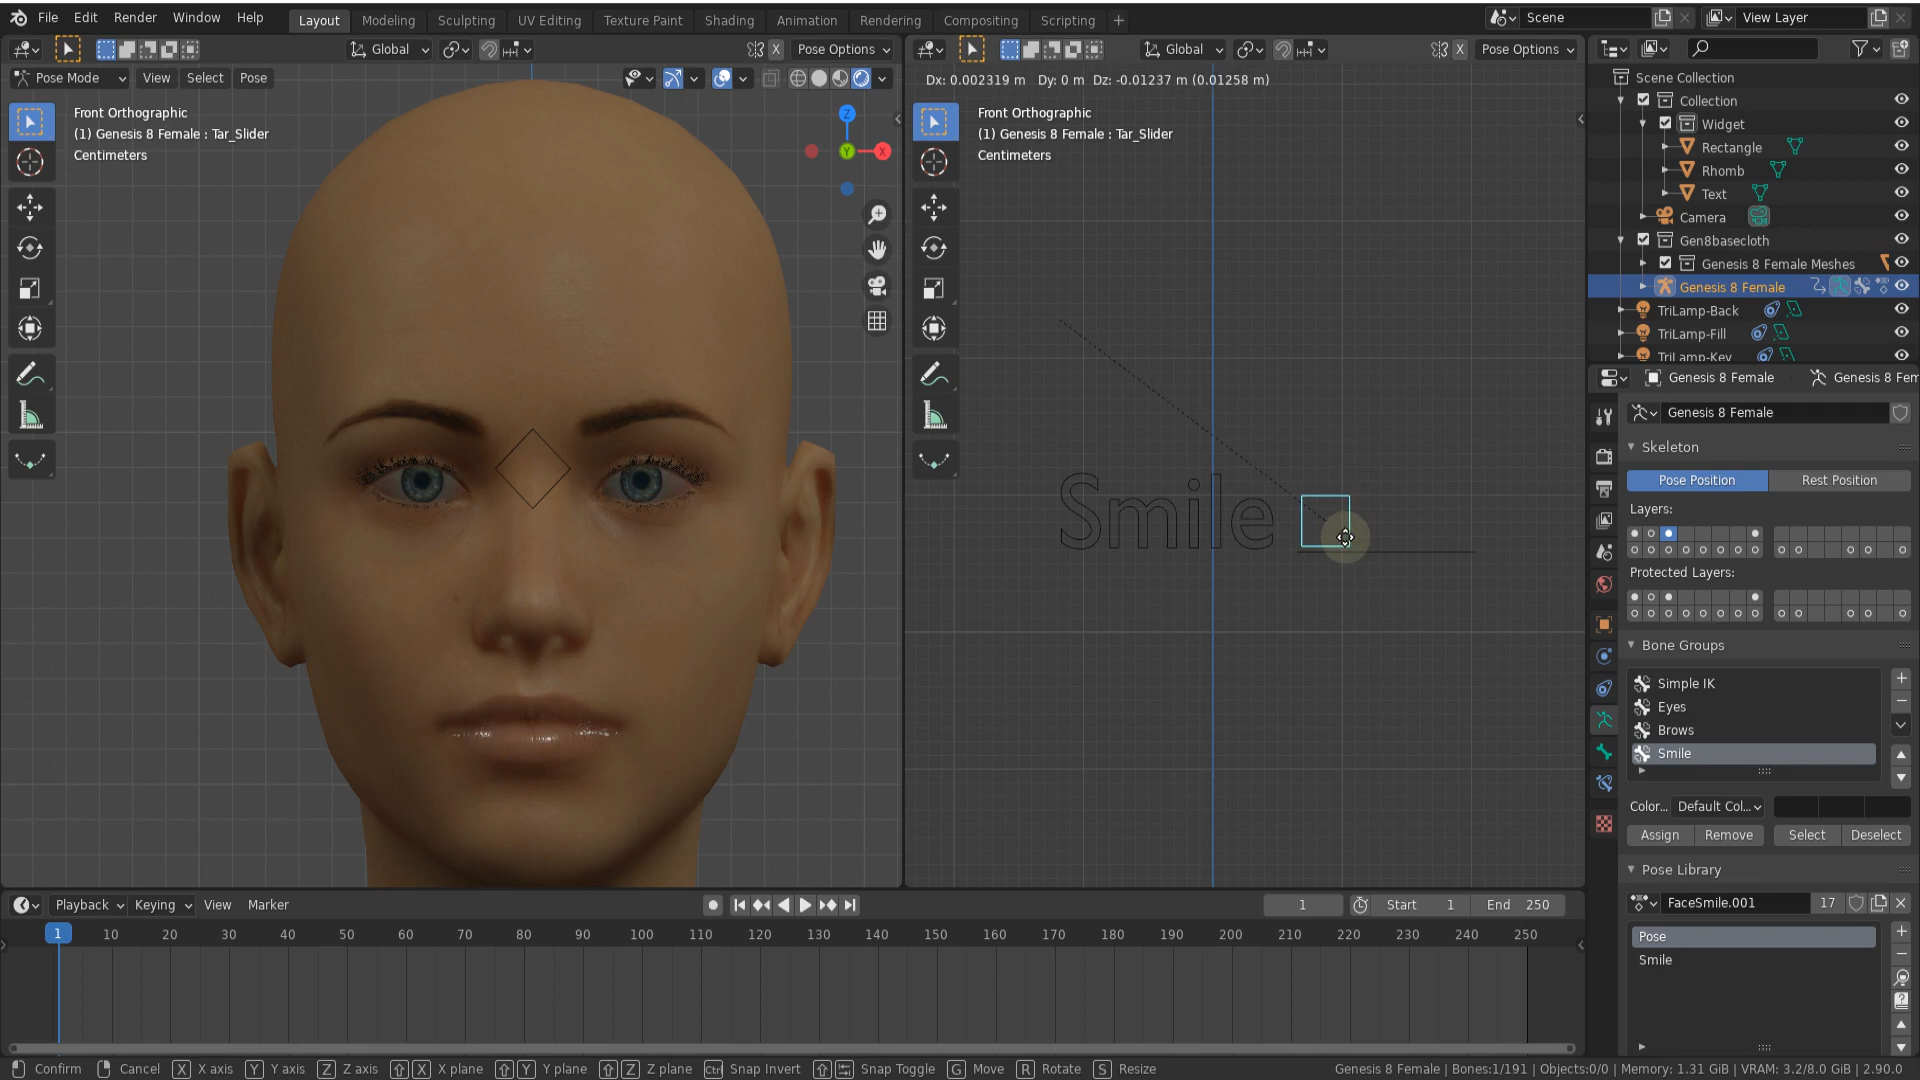 File Edit Render Window Help Layout Modeling Sculpting UV Editing Texture Paint Shading Animation Rendering Compositing Scripting + Scene View Layer
Global X Pose Options Global X Pose Options
Pose Mode View Select Pose
Dx: 0.002319 m Dy: 0 m Dz: -0.01237 m (0.01258 m)
Front Orthographic
(1) Genesis 8 Female : Tar_Slider
Centimeters
Z
Y
X
Front Orthographic
(1) Genesis 8 Female : Tar_Slider
Centimeters
Smile
Scene Collection
Collection
Widget
Rectangle
Rhomb
Text
Camera
Gen8basecloth
Genesis 8 Female Meshes
Genesis 8 Female
TriLamp-Back
TriLamp-Fill
TriLamp-Key
Genesis 8 Female Genesis 8 Fem
Genesis 8 Female
Skeleton
Pose Position Rest Position
Layers:
Protected Layers:
Bone Groups
Simple IK
Eyes
Brows
Smile
Color... Default Col...
Assign Remove Select Deselect
Pose Library
FaceSmile.001 17
Pose
Smile
Playback Keying View Marker 1 Start 1 End 250
1 10 20 30 40 50 60 70 80 90 100 110 120 130 140 150 160 170 180 190 200 210 220 230 240 250
Confirm Cancel X X axis Y Y axis Z Z axis X X plane Y Y plane Z Z plane Ctrl Snap Invert Snap Toggle G Move R Rotate S Resize Genesis 8 Female | Bones:1/191 | Objects:0/0 | Memory: 1.31 GiB | VRAM: 3.2/8.0 GiB | 2.90.0